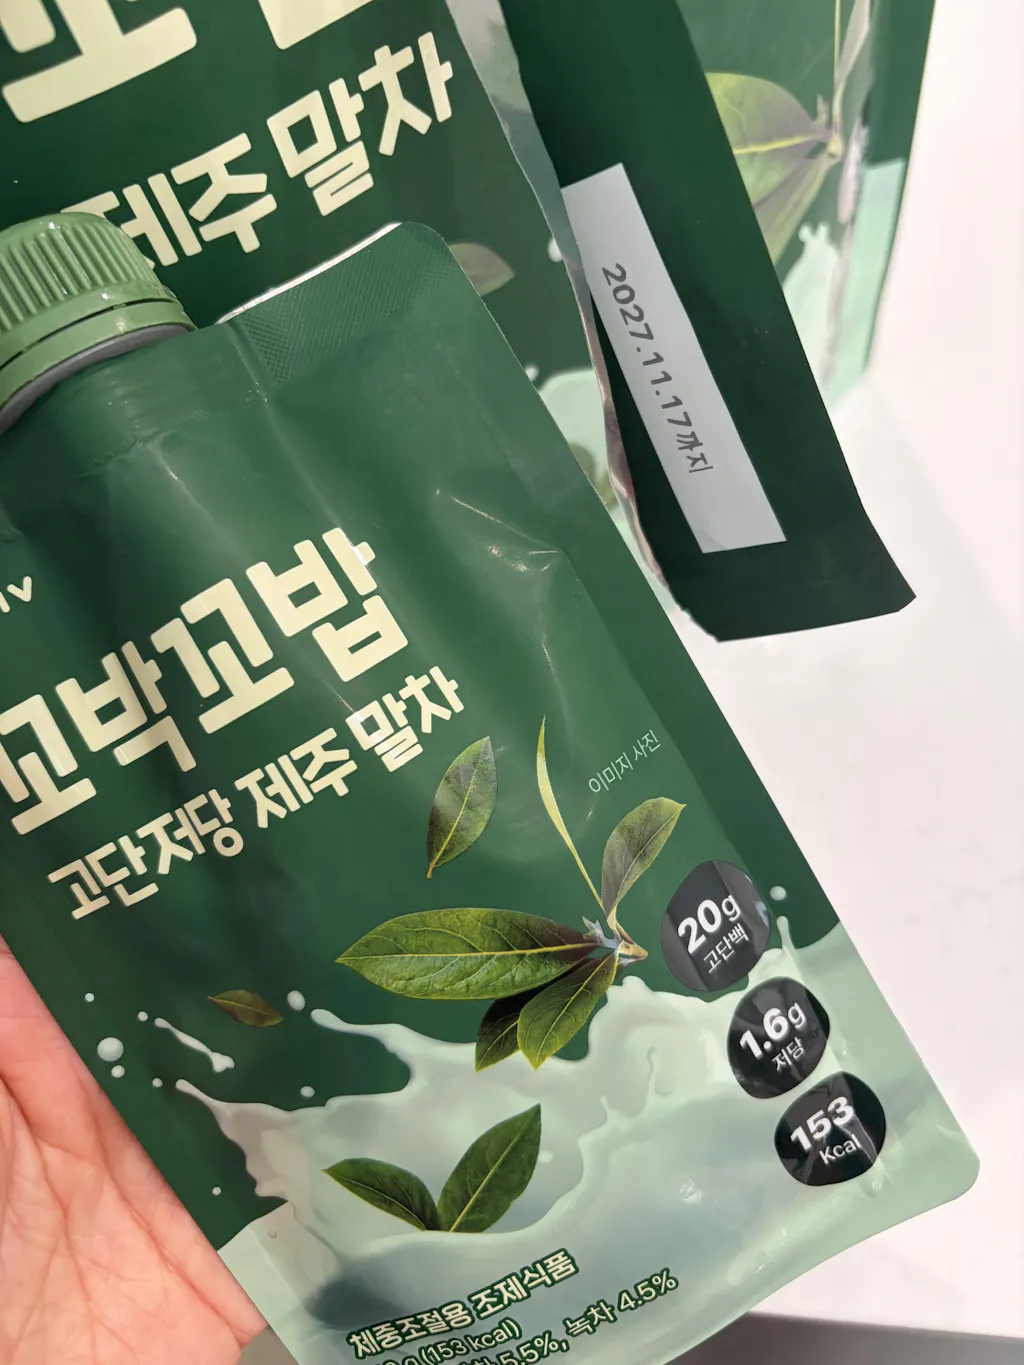 제주 말차
2027.11.17까지
꼬박꼬밥
고단저당 제주 말차
이미지 사진
20g
고단백
1.6g
저당
153
Kcal
체중조절용 조제식품
(153 kcal)
5.5%, 녹차 4.5%